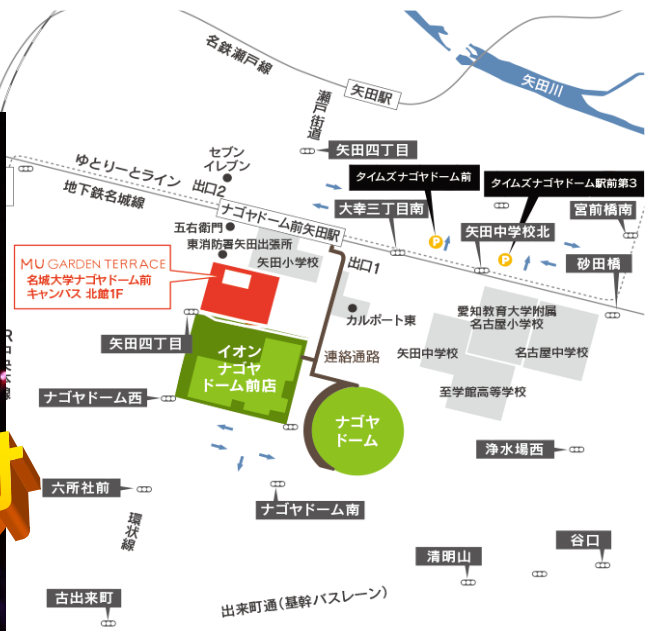 名鉄瀬戸線
矢田駅
矢田川
瀬戸街道
セブン
イレブン
矢田四丁目
ゆとりーとライン
地下鉄名城線
出口2
タイムズナゴヤドーム前
タイムズナゴヤドーム駅前第3
ナゴヤドーム前矢田駅
大幸三丁目南
宮前橋南
五右衛門
東消防署矢田出張所
矢田中学校北
P
P
MU GARDEN TERRACE
名城大学ナゴヤドーム前
キャンパス 北館1F
矢田小学校
出口1
砂田橋
カルポート東
愛知教育大学附属
名古屋小学校
矢田四丁目
イオン
ナゴヤ
ドーム前店
連絡通路
矢田中学校
名古屋中学校
至学館高等学校
ナゴヤドーム西
ナゴヤ
ドーム
浄水場西
六所社前
ナゴヤドーム南
環状線
清明山
谷口
古出来町
出来町通(基幹バスレーン)